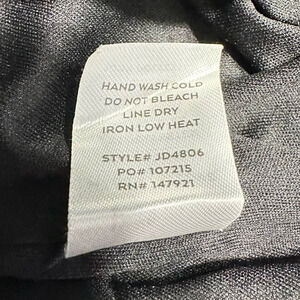 HAND WASH COLD
DO NOT BLEACH
LINE DRY
IRON LOW HEAT
STYLE# JD4806
PO# 107215
RN# 147921